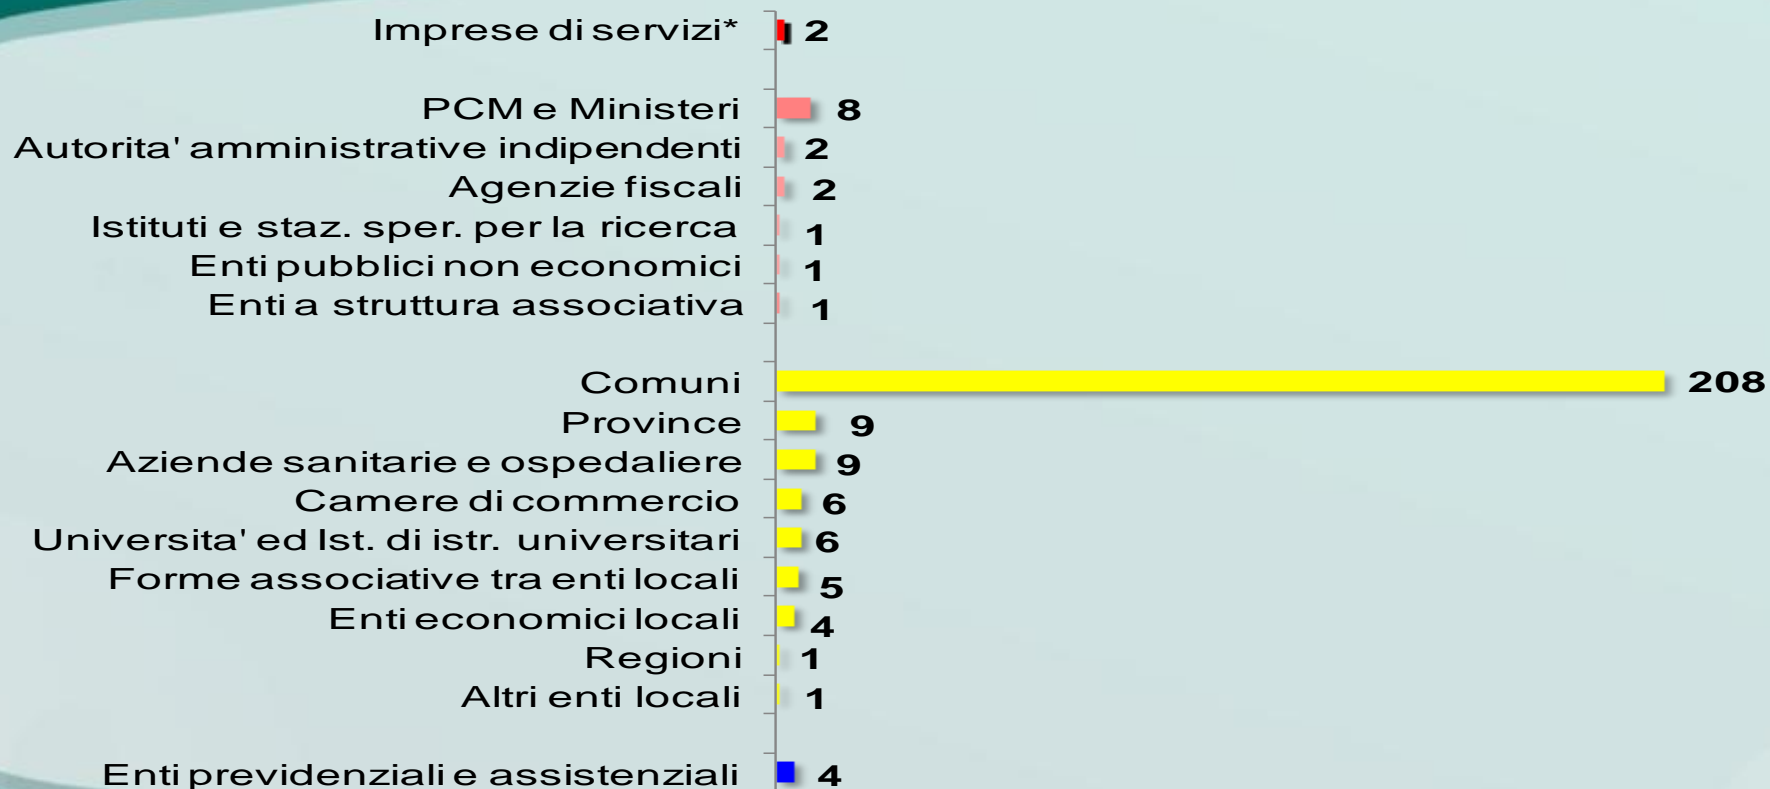 Imprese di servizi* 2
PCM e Ministeri 8
Autorita' amministrative indipendenti 2
Agenzie fiscali 2
Istituti e staz. sper. per la ricerca 1
Enti pubblici non economici 1
Enti a struttura associativa 1
Comuni 208
Province 9
Aziende sanitarie e ospedaliere 9
Camere di commercio 6
Universita' ed Ist. di istr. universitari 6
Forme associative tra enti locali 5
Enti economici locali 4
Regioni 1
Altri enti locali 1
Enti previdenziali e assistenziali 4